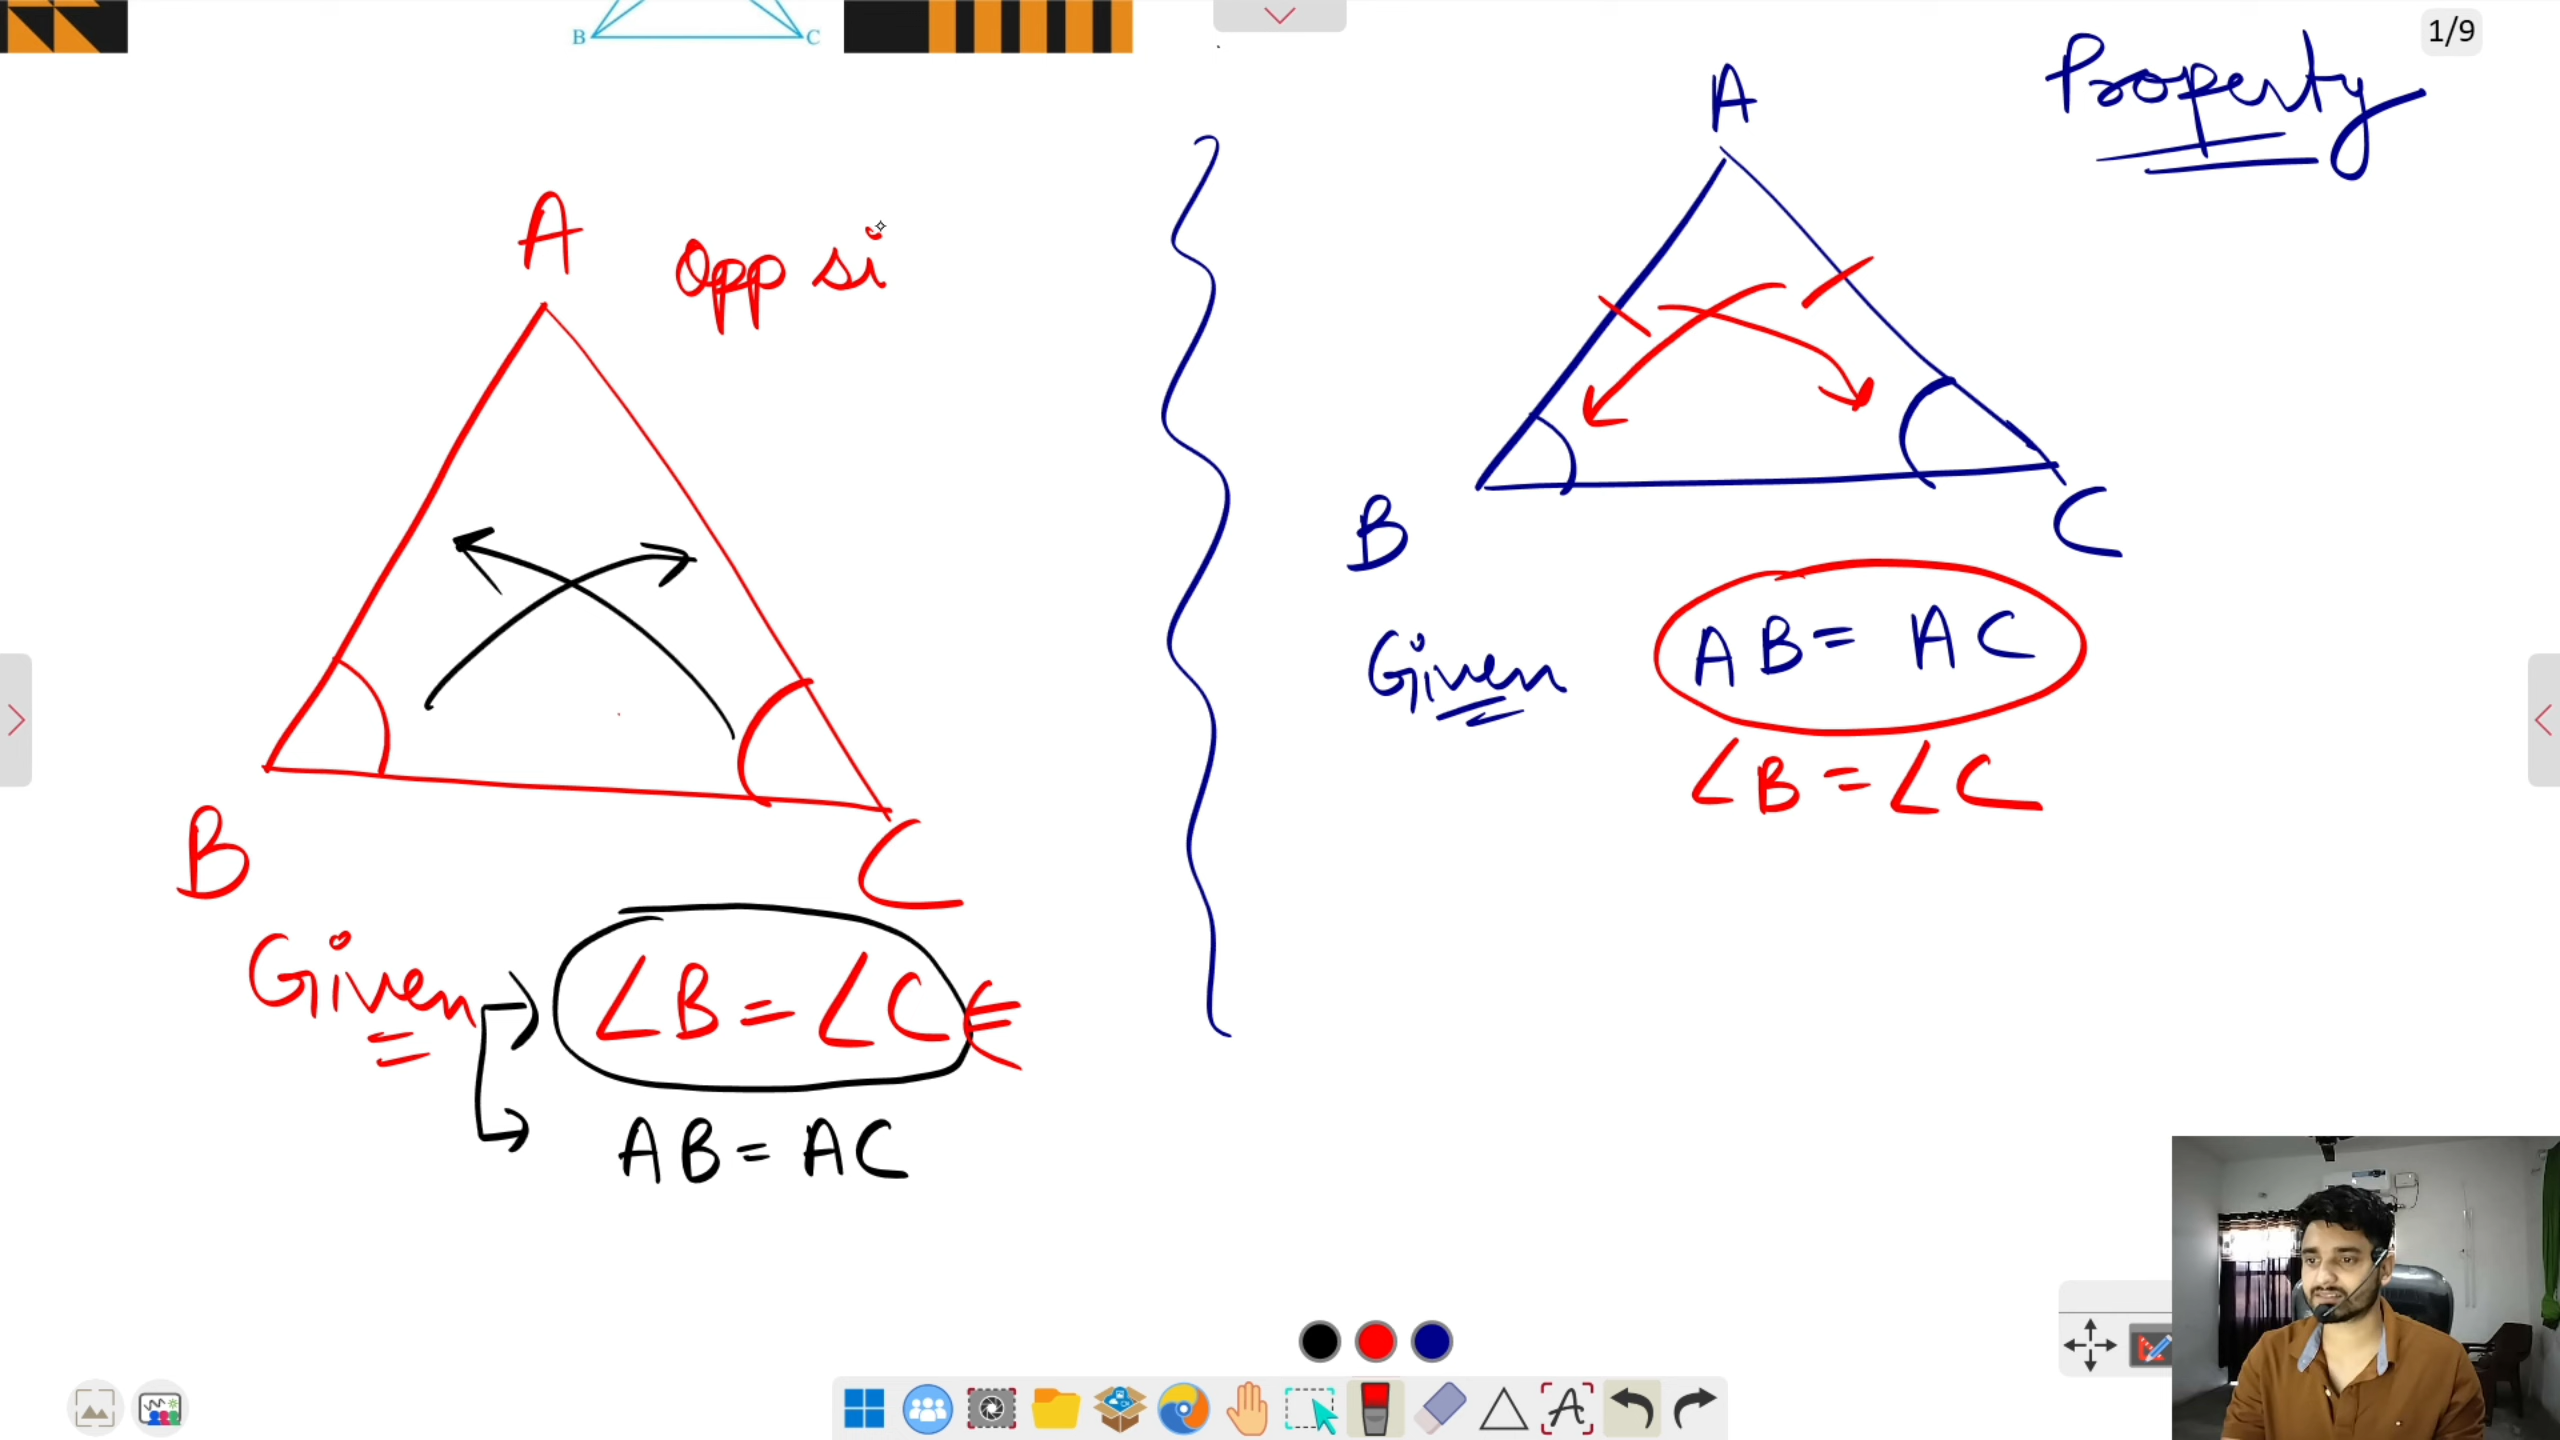 B C
1/9
Property
A
B
C
Given AB = AC
∠B = ∠C
A
Opp si
B
C
Given ∠B = ∠C
AB = AC